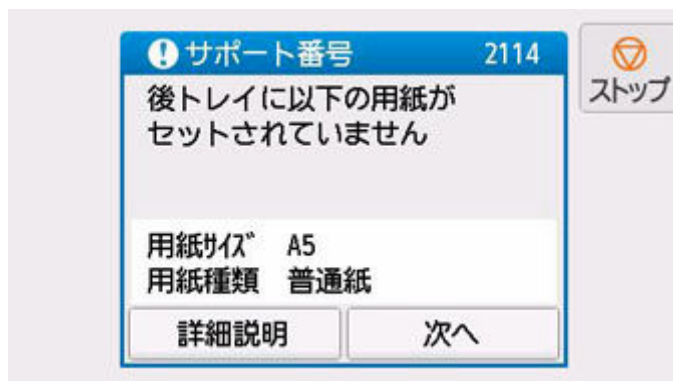 サポート番号 2114
ストップ
後トレイに以下の用紙が
セットされていません
用紙サイズ A5
用紙種類 普通紙
詳細説明 次へ